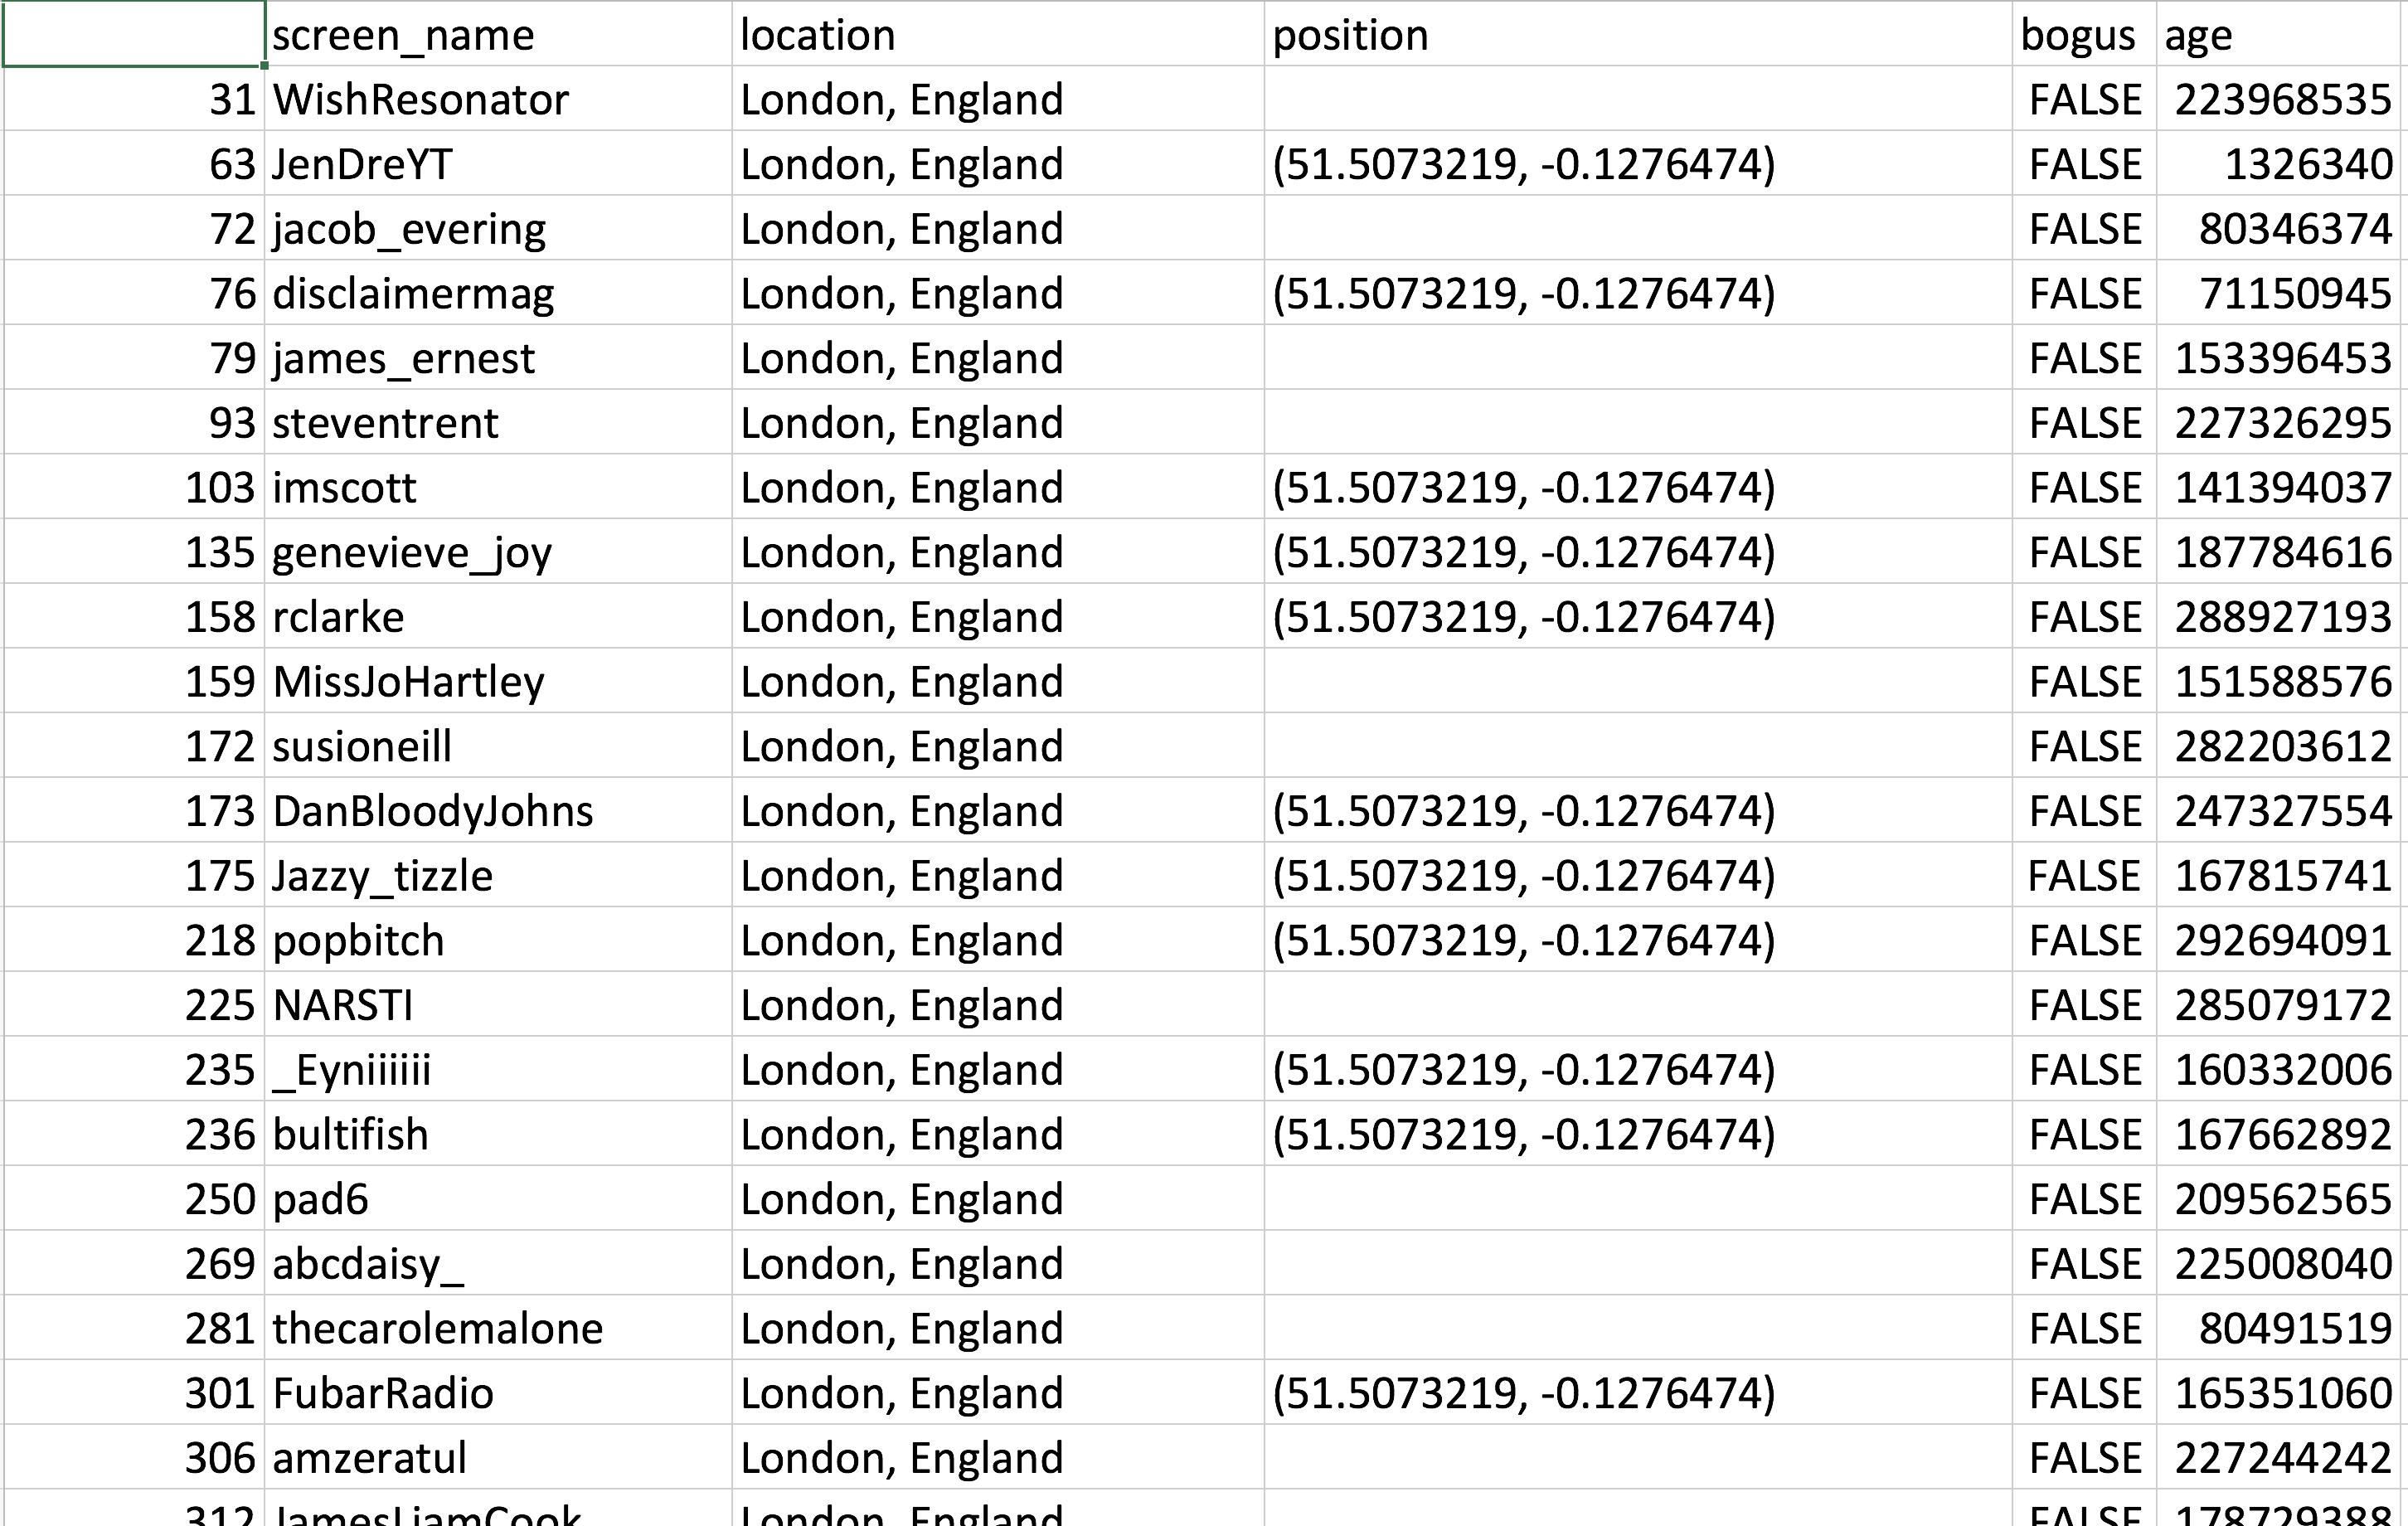 screen_name location position bogus age
31 WishResonator London, England FALSE 223968535
63 JenDreYT London, England (51.5073219, -0.1276474) FALSE 1326340
72 jacob_evering London, England FALSE 80346374
76 disclaimermag London, England (51.5073219, -0.1276474) FALSE 71150945
79 james_ernest London, England FALSE 153396453
93 steventrent London, England FALSE 227326295
103 imscott London, England (51.5073219, -0.1276474) FALSE 141394037
135 genevieve_joy London, England (51.5073219, -0.1276474) FALSE 187784616
158 rclarke London, England (51.5073219, -0.1276474) FALSE 288927193
159 MissJoHartley London, England FALSE 151588576
172 susioneill London, England FALSE 282203612
173 DanBloodyJohns London, England (51.5073219, -0.1276474) FALSE 247327554
175 Jazzy_tizzle London, England (51.5073219, -0.1276474) FALSE 167815741
218 popbitch London, England (51.5073219, -0.1276474) FALSE 292694091
225 NARSTI London, England FALSE 285079172
235 _Eyniiiiii London, England (51.5073219, -0.1276474) FALSE 160332006
236 bultifish London, England (51.5073219, -0.1276474) FALSE 167662892
250 pad6 London, England FALSE 209562565
269 abcdaisy_ London, England FALSE 225008040
281 thecarolemalone London, England FALSE 80491519
301 FubarRadio London, England (51.5073219, -0.1276474) FALSE 165351060
306 amzeratul London, England FALSE 227244242
312 JamesLiamCook London, England FALSE 178729388